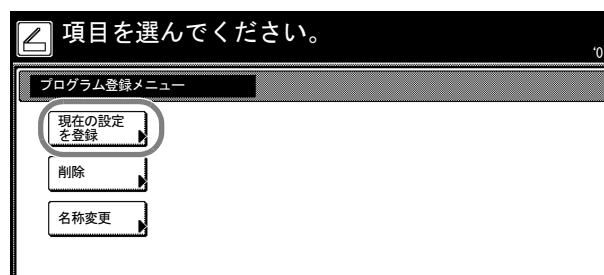 項目を選んでください。
'0
プログラム登録メニュー
現在の設定
を登録
削除
名称変更